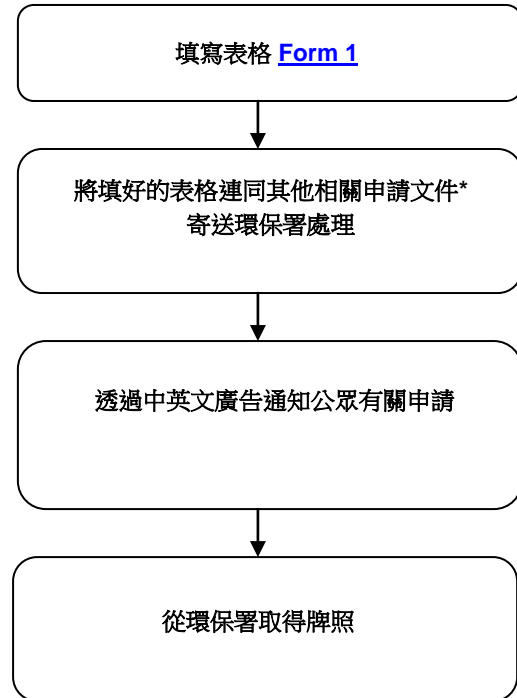 填寫表格 Form 1
將填好的表格連同其他相關申請文件*
寄送環保署處理
透過中英文廣告通知公眾有關申請
從環保署取得牌照